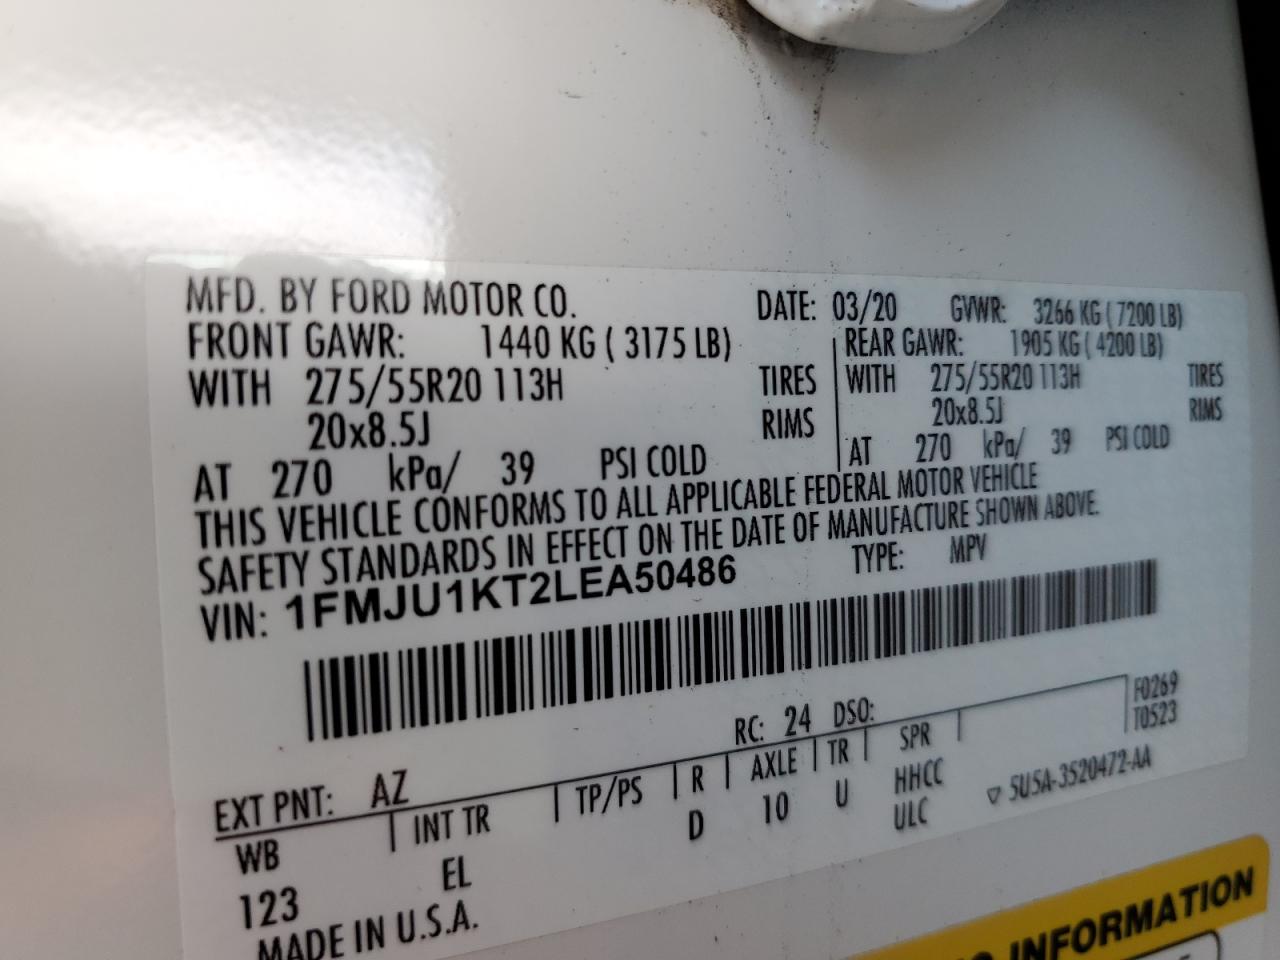 MFD. BY FORD MOTOR CO. DATE: 03/20 GVWR: 3266 KG ( 7200 LB)
FRONT GAWR: 1440 KG ( 3175 LB) REAR GAWR: 1905 KG ( 4200 LB)
WITH 275/55R20 113H TIRES WITH 275/55R20 113H TIRES
20x8.5J RIMS 20x8.5J RIMS
AT 270 kPa/ 39 PSI COLD AT 270 kPa/ 39 PSI COLD
THIS VEHICLE CONFORMS TO ALL APPLICABLE FEDERAL MOTOR VEHICLE
SAFETY STANDARDS IN EFFECT ON THE DATE OF MANUFACTURE SHOWN ABOVE.
VIN: 1FMJU1KT2LEA50486 TYPE: MPV
F0269
RC: 24 DSO: T0523
EXT PNT: AZ
WB INT TR TP/PS R AXLE TR SPR
123 EL D 10 U HHCC
ULC
▽ 5U5A-3520472-AA
MADE IN U.S.A.
INFORMATION